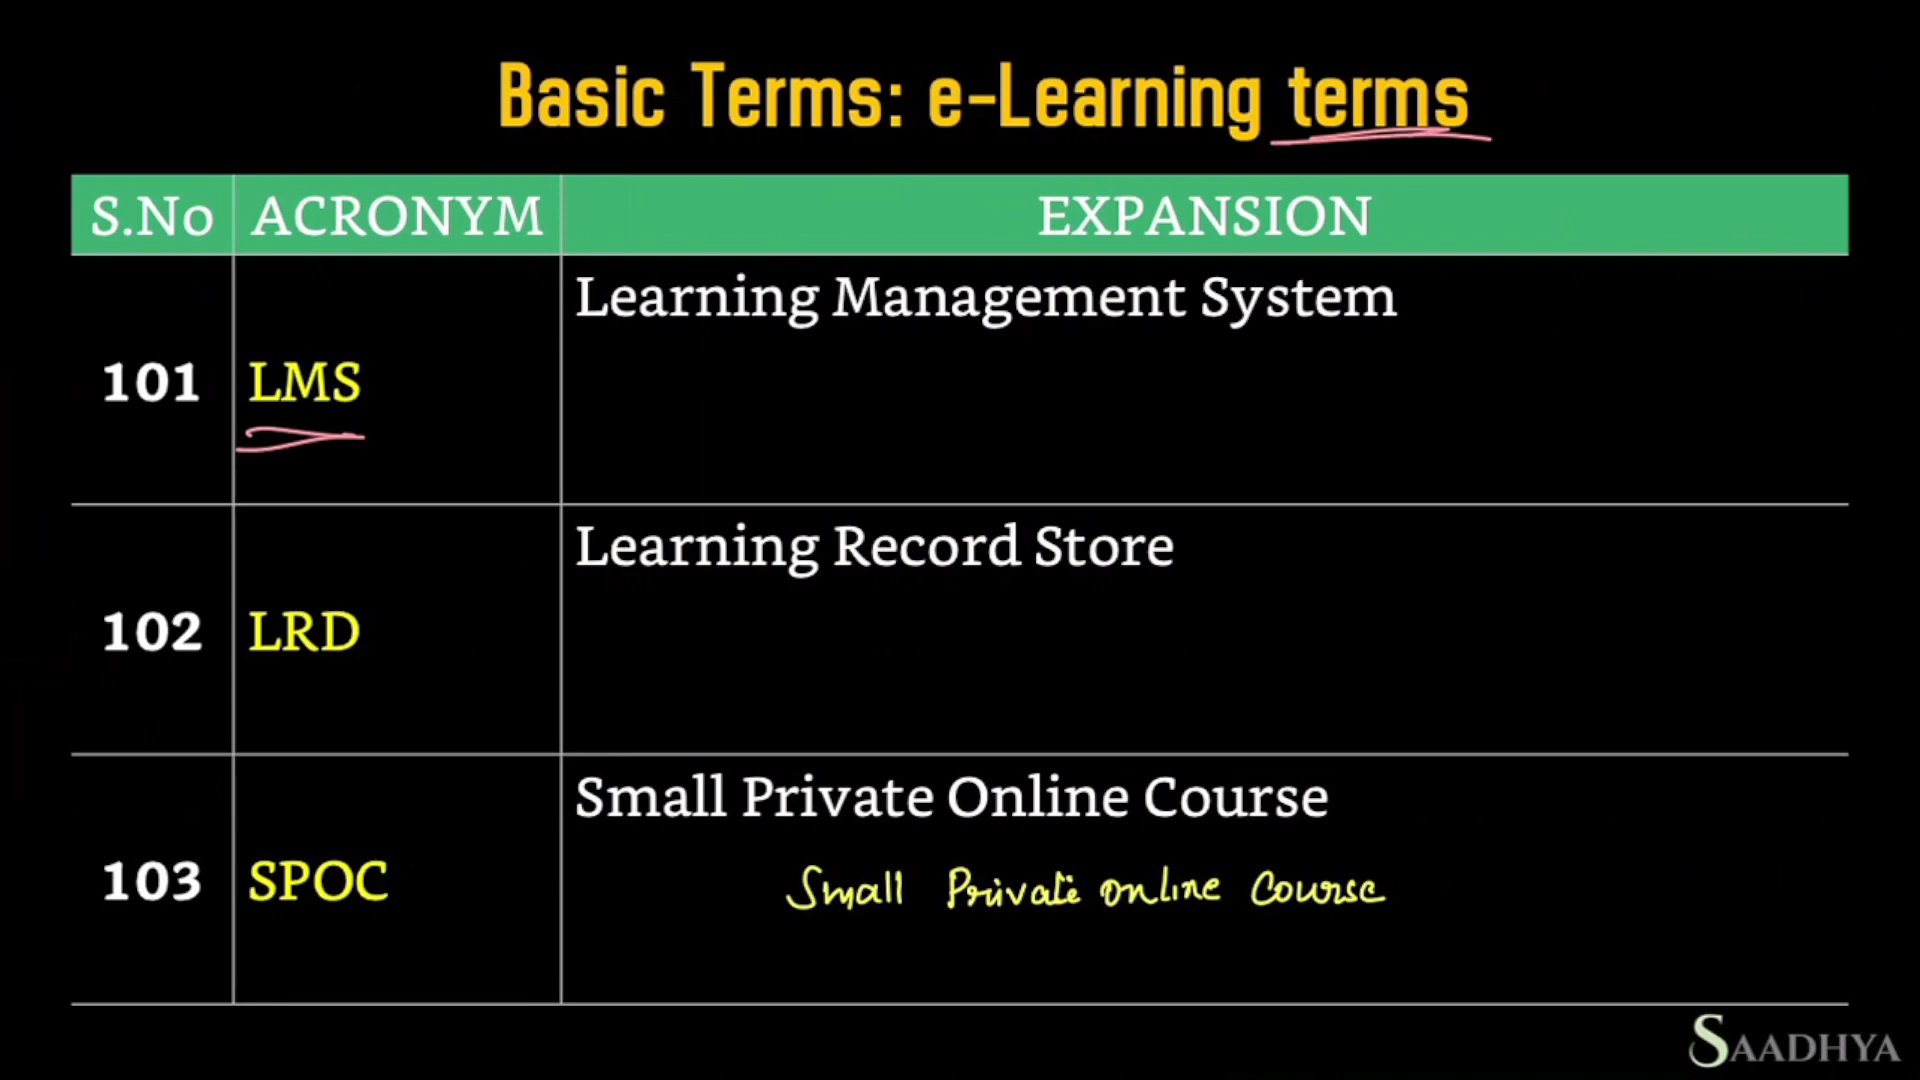 Basic Terms: e-Learning terms
S.No ACRONYM EXPANSION
101 LMS Learning Management System
102 LRD Learning Record Store
103 SPOC Small Private Online Course
Small Private online Course
SAADHYA